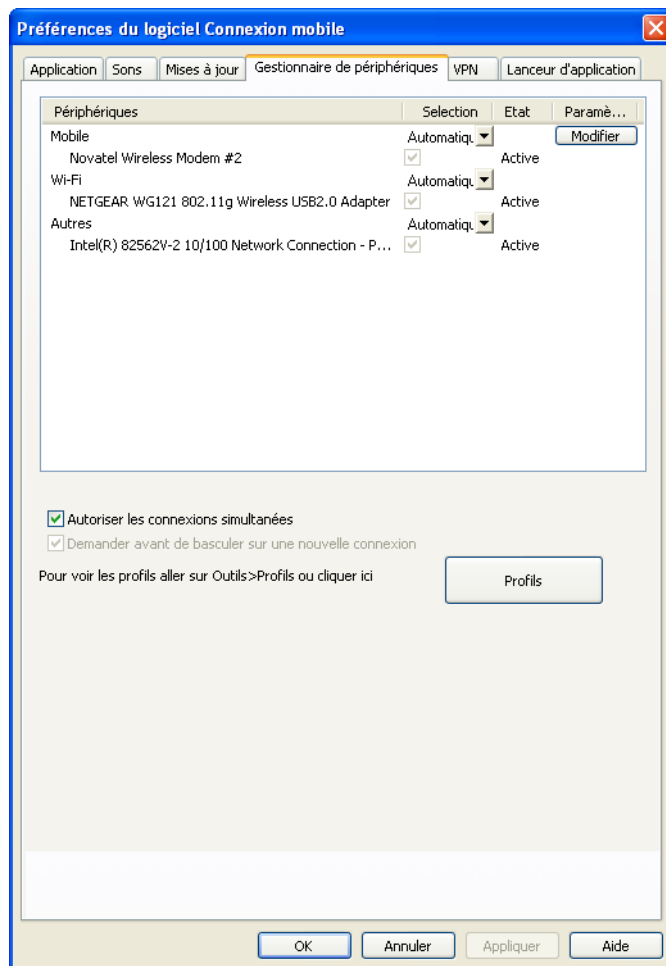 Préférences du logiciel Connexion mobile
Application Sons Mises à jour Gestionnaire de périphériques VPN Lanceur d'application
Périphériques Selection Etat Paramè...
Mobile Automatiqu Modifier
Novatel Wireless Modem #2 Active
Wi-Fi Automatiqu
NETGEAR WG121 802.11g Wireless USB2.0 Adapter Active
Autres Automatiqu
Intel(R) 82562V-2 10/100 Network Connection - P... Active
Autoriser les connexions simultanées
Demander avant de basculer sur une nouvelle connexion
Pour voir les profils aller sur Outils>Profils ou cliquer ici Profils
OK Annuler Appliquer Aide